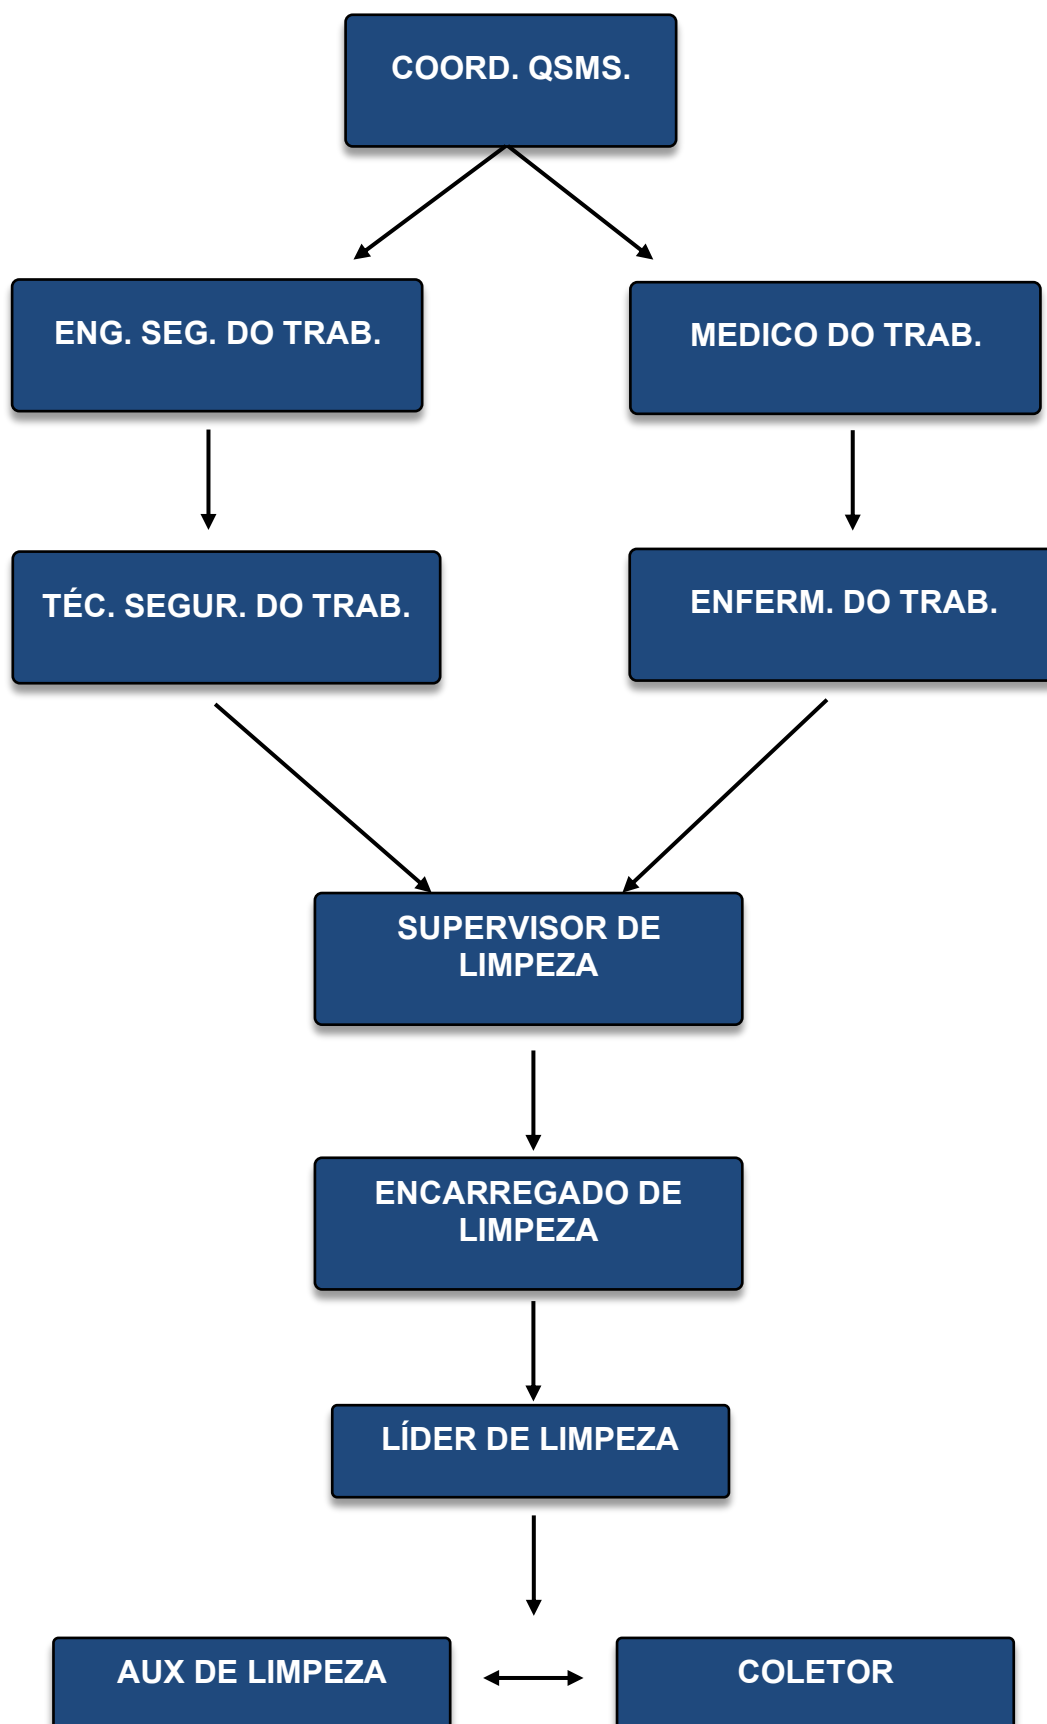 COORD. QSMS.
ENG. SEG. DO TRAB.
MEDICO DO TRAB.
TÉC. SEGUR. DO TRAB.
ENFERM. DO TRAB.
SUPERVISOR DE
LIMPEZA
ENCARREGADO DE
LIMPEZA
LÍDER DE LIMPEZA
AUX DE LIMPEZA
COLETOR